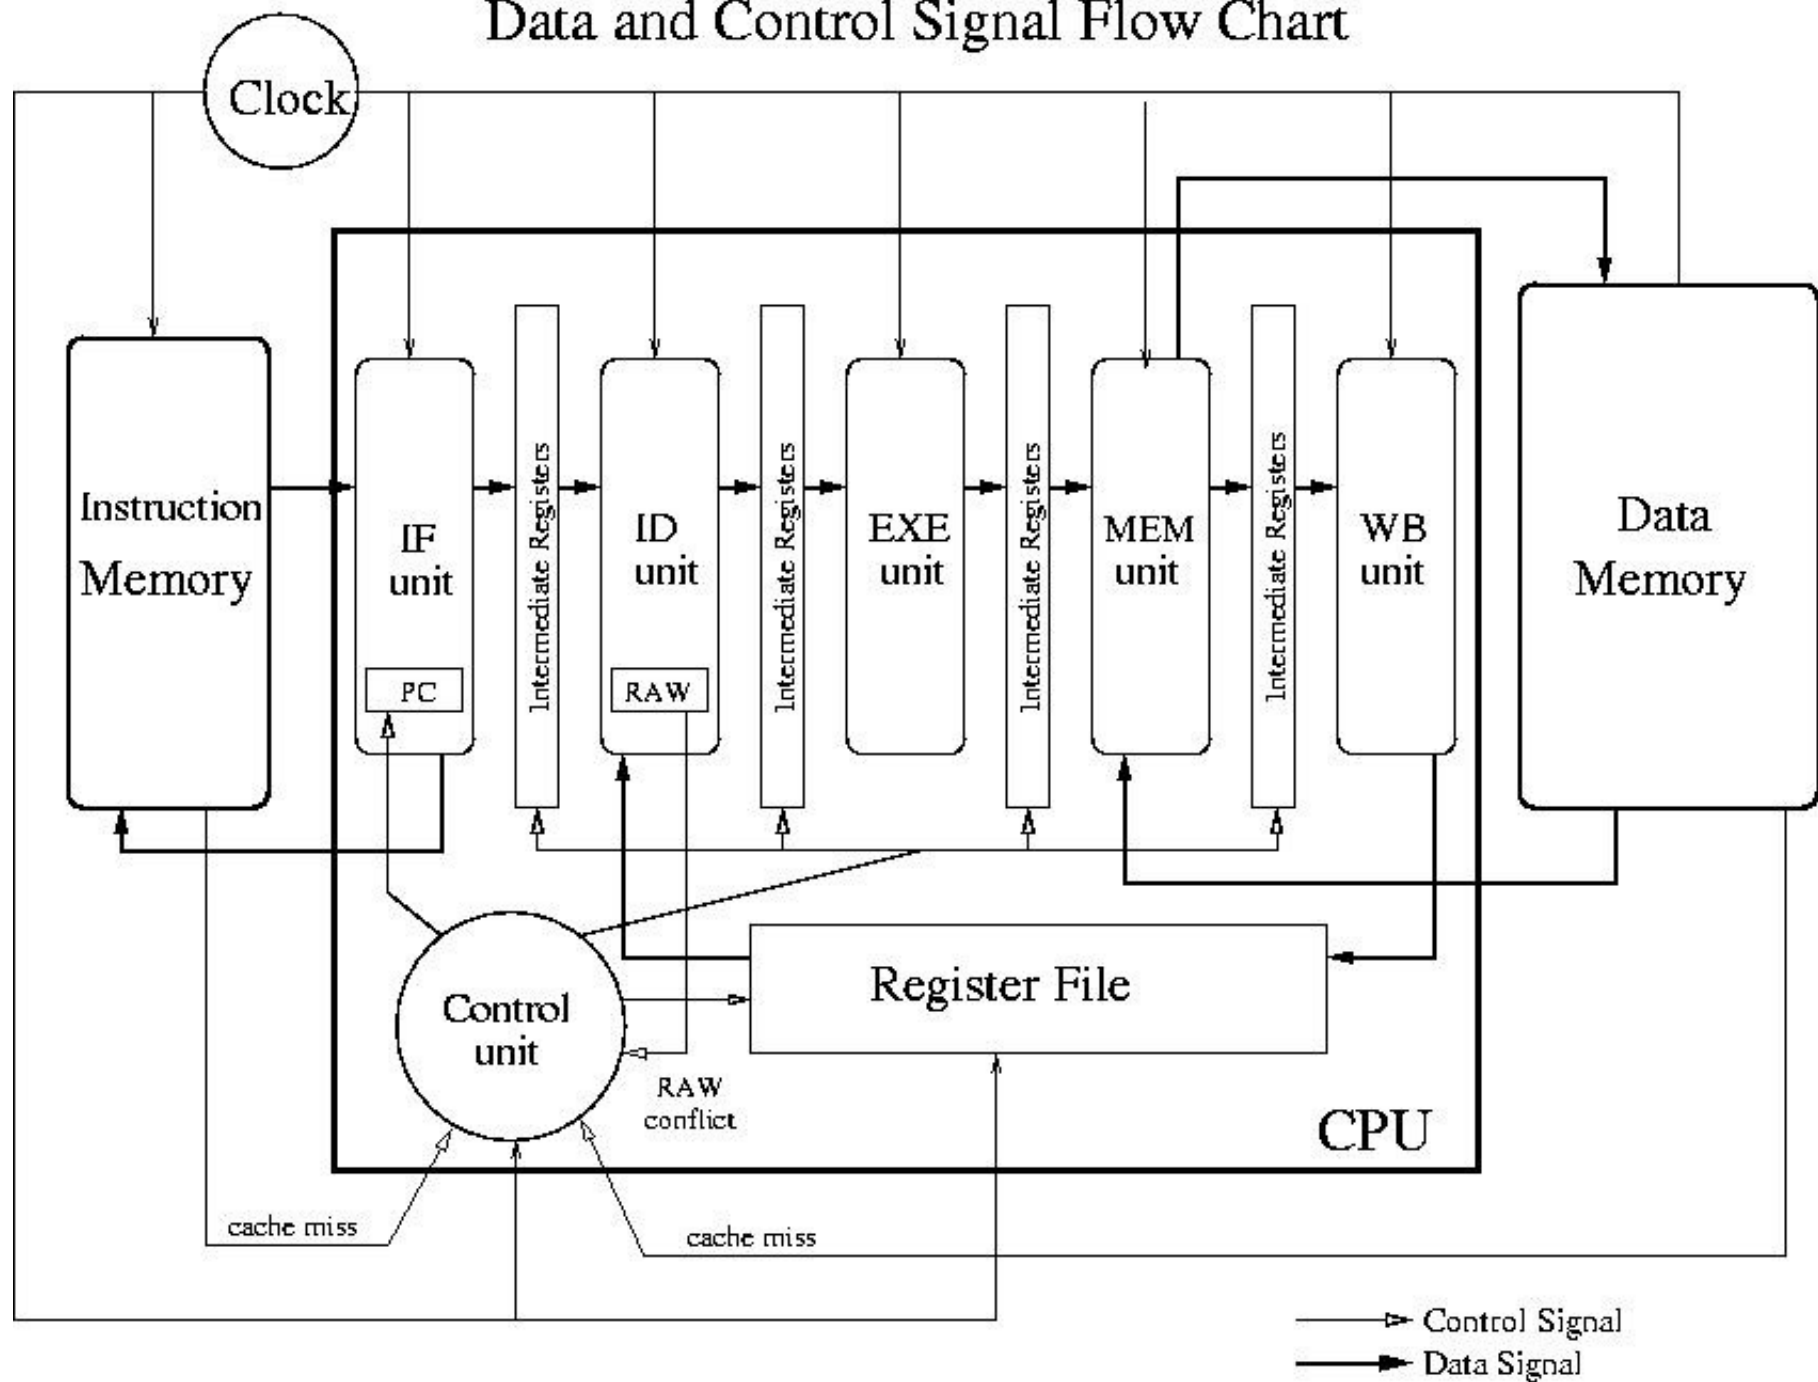 Data and Control Signal Flow Chart
Clock
Instruction
Memory
IF
unit
PC
Intermediate Registers
ID
unit
RAW
Intermediate Registers
EXE
unit
Intermediate Registers
MEM
unit
Intermediate Registers
WB
unit
Data
Memory
Control
unit
Register File
RAW
conflict
CPU
cache miss
cache miss
Control Signal
Data Signal